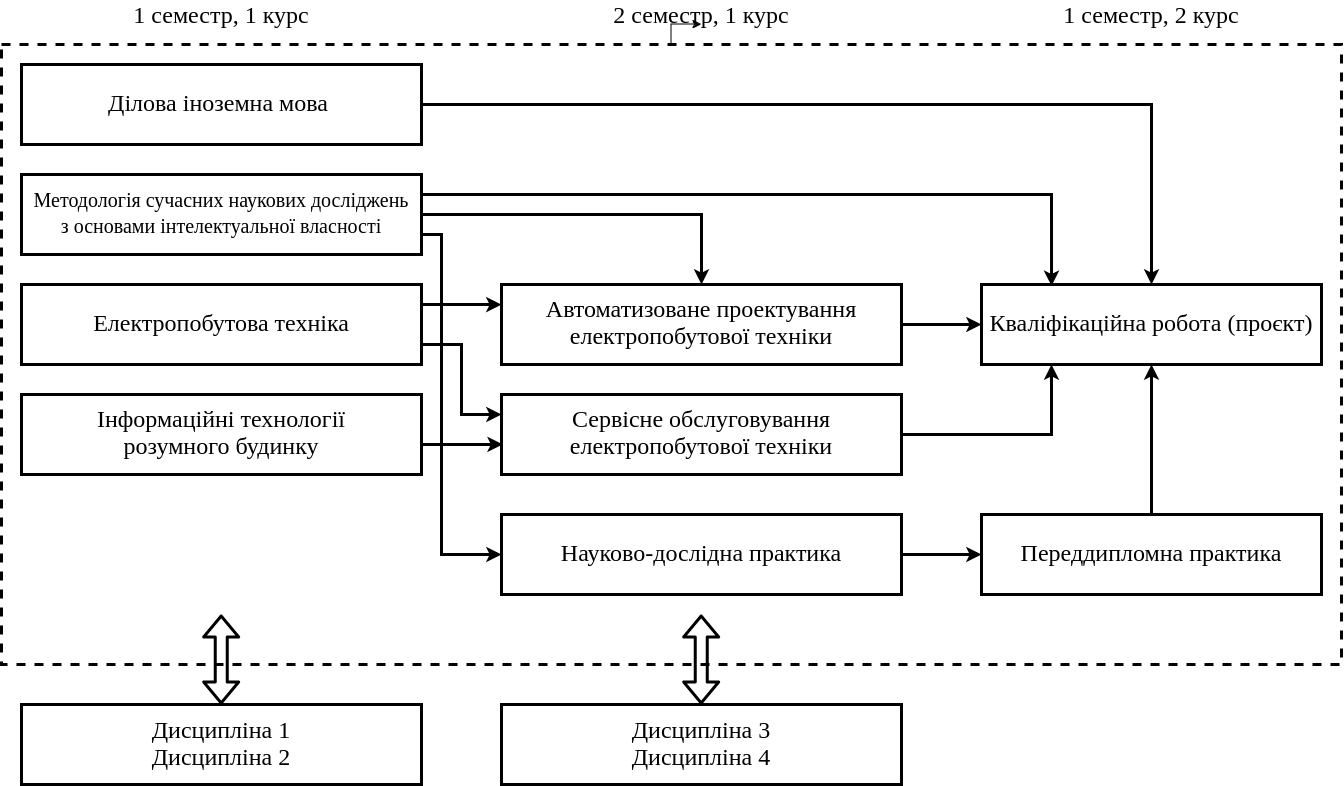 1 семестр, 1 курс
2 семестр, 1 курс
1 семестр, 2 курс
Ділова іноземна мова
Методологія сучасних наукових досліджень
з основами інтелектуальної власності
Електропобутова техніка
Автоматизоване проектування
електропобутової техніки
Кваліфікаційна робота (проєкт)
Інформаційні технології
розумного будинку
Сервісне обслуговування
електропобутової техніки
Науково-дослідна практика
Переддипломна практика
Дисципліна 1
Дисципліна 2
Дисципліна 3
Дисципліна 4